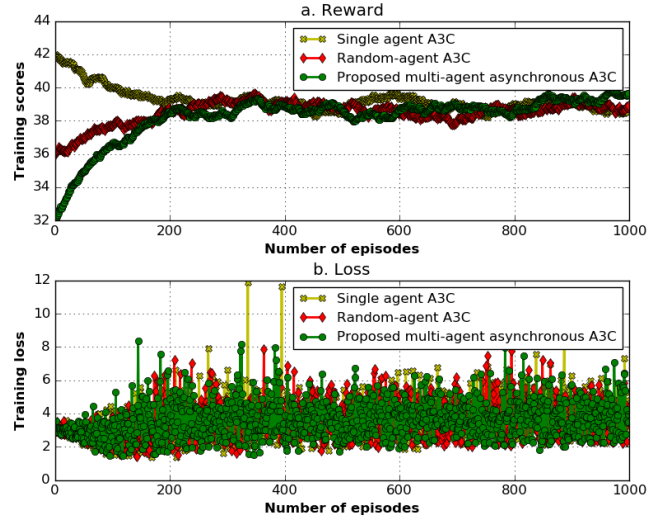 a. Reward
44
42
40
38
36
34
32
Training scores
Single agent A3C
Random-agent A3C
Proposed multi-agent asynchronous A3C
0
200
400
600
800
1000
Number of episodes
b. Loss
12
10
8
6
4
2
0
Training loss
Single agent A3C
Random-agent A3C
Proposed multi-agent asynchronous A3C
0
200
400
600
800
1000
Number of episodes